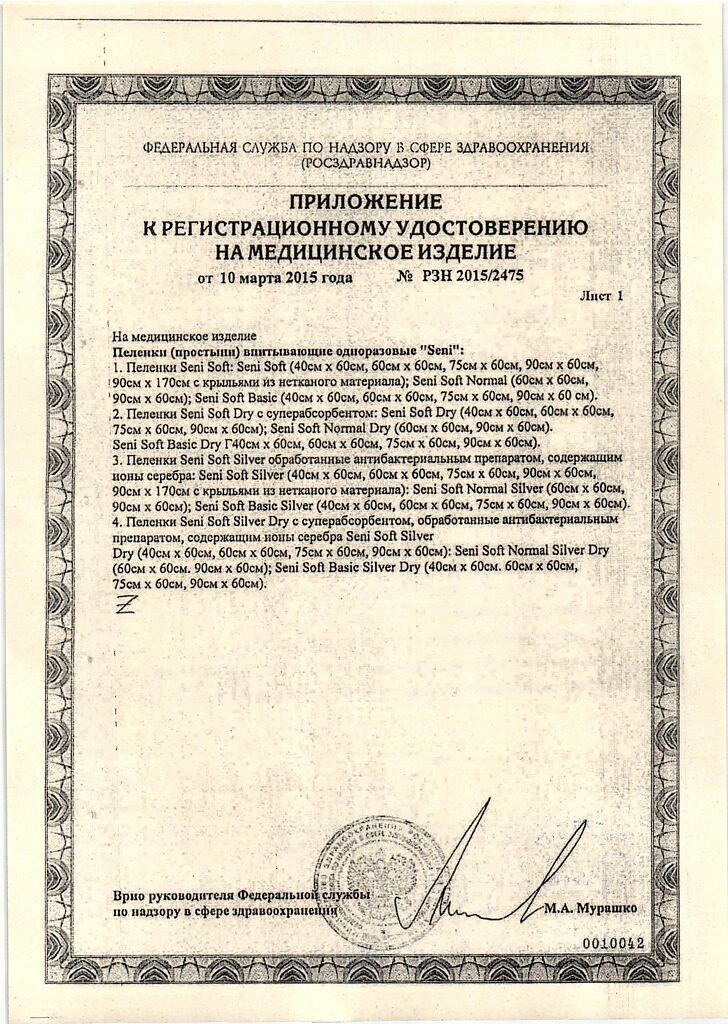 ФЕДЕРАЛЬНАЯ СЛУЖБА ПО НАДЗОРУ В СФЕРЕ ЗДРАВООХРАНЕНИЯ
(РОСЗДРАВНАДЗОР)
ПРИЛОЖЕНИЕ
К РЕГИСТРАЦИОННОМУ УДОСТОВЕРЕНИЮ
НА МЕДИЦИНСКОЕ ИЗДЕЛИЕ
от 10 марта 2015 года № РЗН 2015/2475
Лист 1
На медицинское изделие
Пеленки (простыни) впитывающие одноразовые "Seni":
1. Пеленки Seni Soft: Seni Soft (40см х 60см, 60см х 60см, 75см х 60см, 90см х 60см,
90см х 170см с крыльями из нетканого материала); Seni Soft Normal (60см х 60см,
90см х 60см); Seni Soft Basic (40см х 60см, 60см х 60см, 75см х 60см, 90см х 60 см).
2. Пеленки Seni Soft Dry с суперабсорбентом: Seni Soft Dry (40см х 60см, 60см х 60см,
75см х 60см, 90см х 60см); Seni Soft Normal Dry (60см х 60см, 90см х 60см).
Seni Soft Basic Dry Г40см х 60см, 60см х 60см, 75см х 60см, 90см х 60см).
3. Пеленки Seni Soft Silver обработанные антибактериальным препаратом, содержащим
ионы серебра: Seni Soft Silver (40см х 60см, 60см х 60см, 75см х 60см, 90см х 60см,
90см х 170см с крыльями из нетканого материала): Seni Soft Normal Silver (60см х 60см,
90см х 60см); Seni Soft Basic Silver (40см х 60см, 60см х 60см, 75см х 60см, 90см х 60см).
4. Пеленки Seni Soft Silver Dry с суперабсорбентом, обработанные антибактериальным
препаратом, содержащим ионы серебра Seni Soft Silver
Dry (40см х 60см, 60см х 60см, 75см х 60см, 90см х 60см): Seni Soft Normal Silver Dry
(60см х 60см. 90см х 60см); Seni Soft Basic Silver Dry (40см х 60см. 60см х 60см,
75см х 60см, 90см х 60см).
Z
Врио руководителя Федеральной службы
по надзору в сфере здравоохранения
М.А. Мурашко
0010042